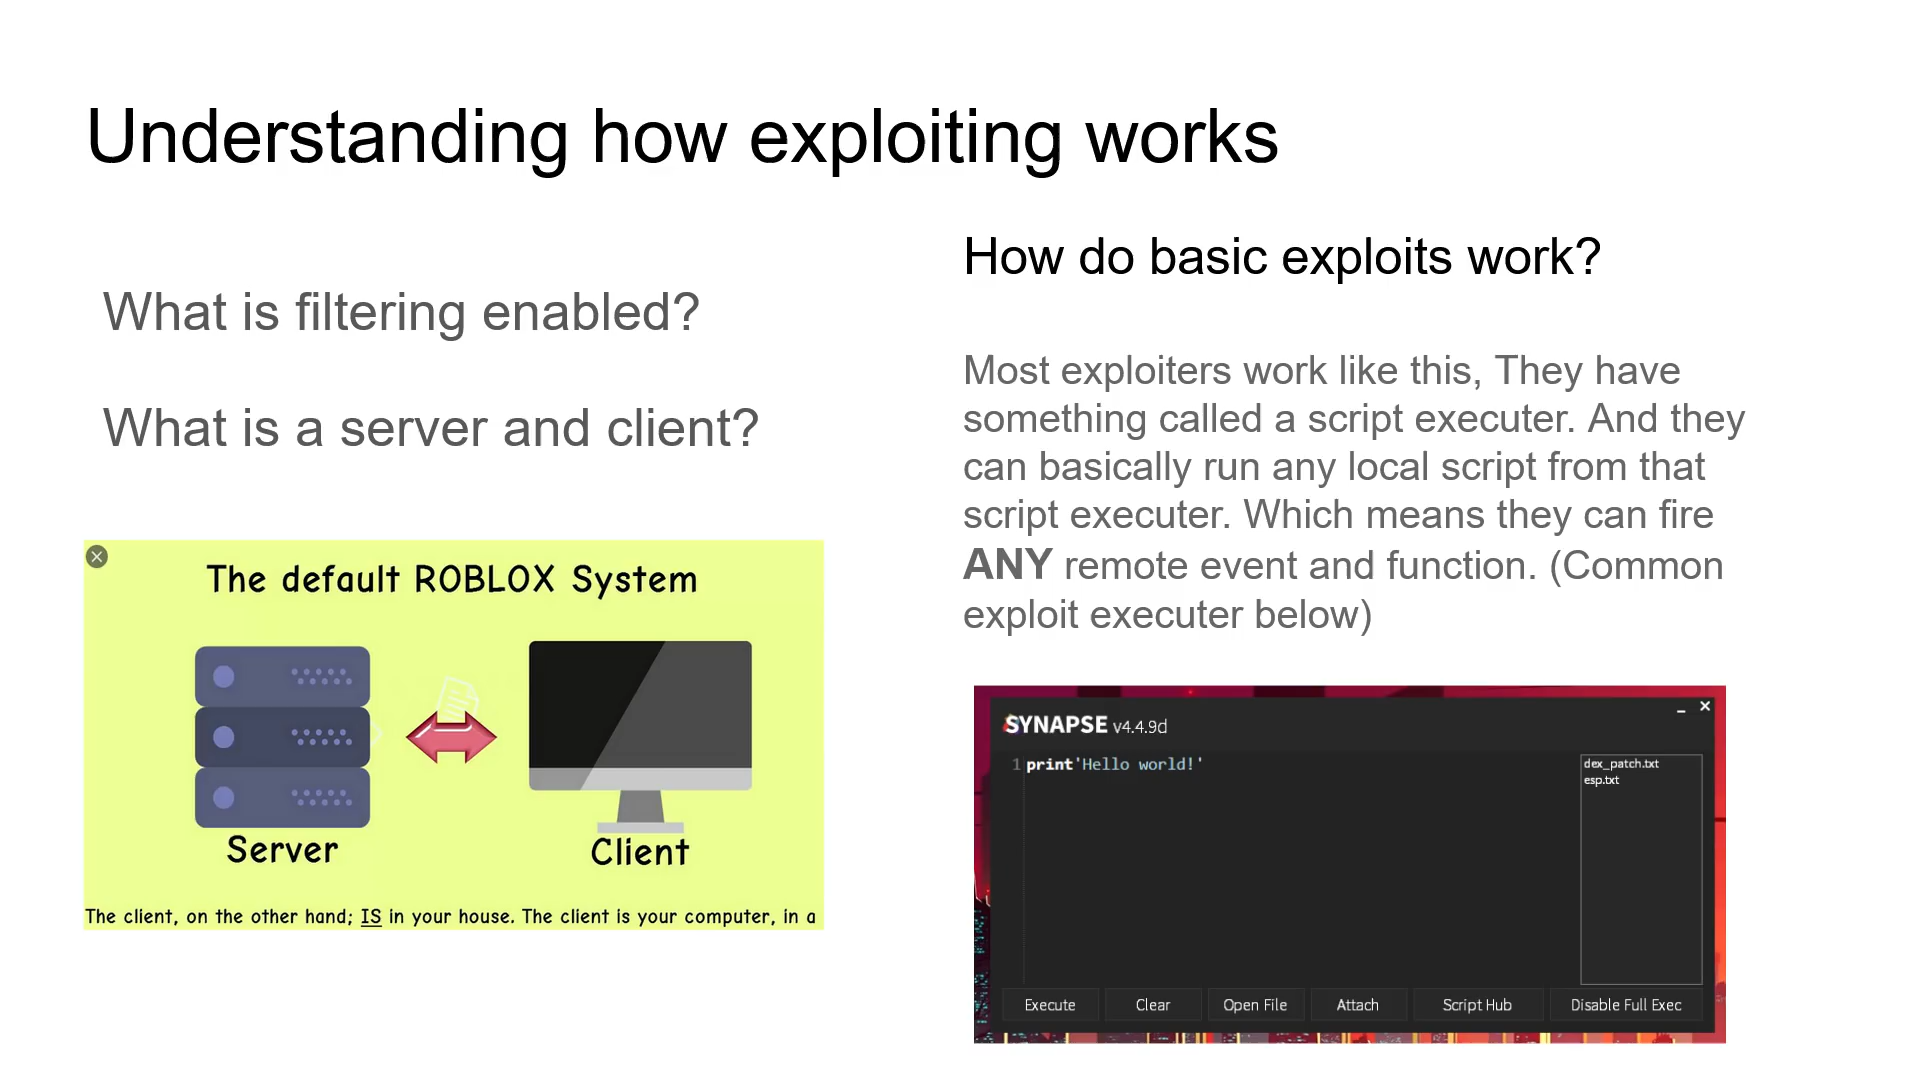 Understanding how exploiting works
What is filtering enabled?
What is a server and client?
The default ROBLOX System
Server
Client
The client, on the other hand; IS in your house. The client is your computer, in a
How do basic exploits work?
Most exploiters work like this, They have
something called a script executer. And they
can basically run any local script from that
script executer. Which means they can fire
ANY remote event and function. (Common
exploit executer below)
SYNAPSE v4.4.9d
1 print'Hello world!'
dex_patch.txt
esp.txt
Execute
Clear
Open File
Attach
Script Hub
Disable Full Exec